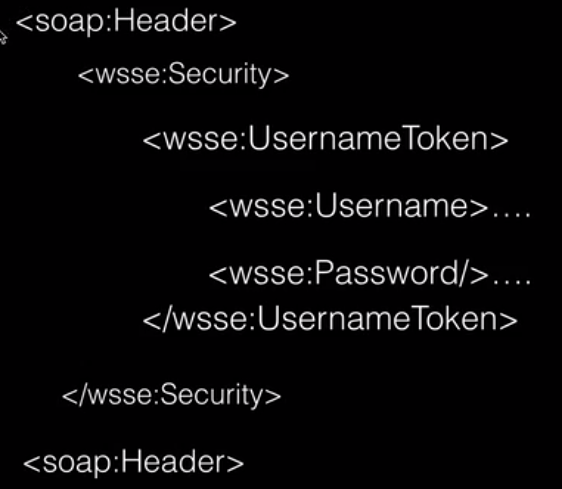 <soap:Header>
<wsse:Security>
<wsse:UsernameToken>
<wsse:Username>....
<wsse:Password/>....
</wsse:UsernameToken>
</wsse:Security>
<soap:Header>